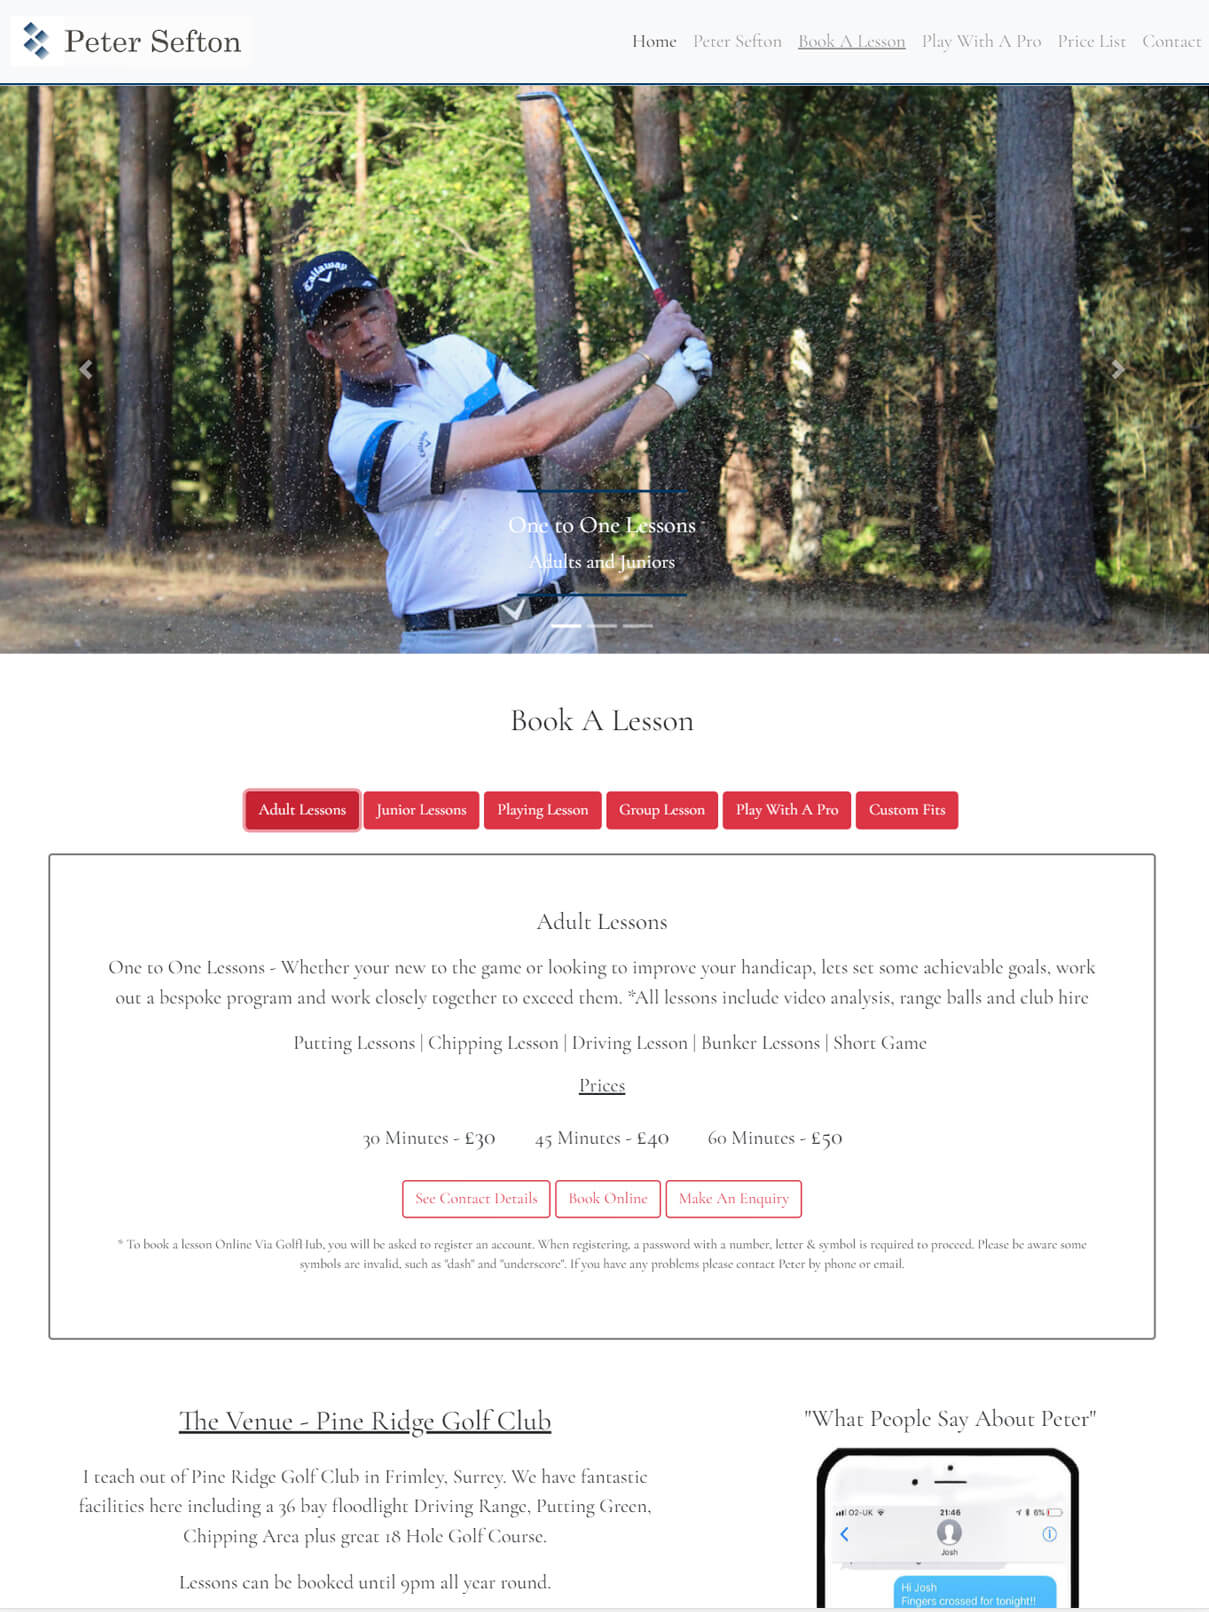 Peter Sefton
Home Peter Sefton Book A Lesson Play With A Pro Price List Contact
Callaway
One to One Lessons
Adults and Juniors
Book A Lesson
Adult Lessons Junior Lessons Playing Lesson Group Lesson Play With A Pro Custom Fits
Adult Lessons
One to One Lessons - Whether your new to the game or looking to improve your handicap, lets set some achievable goals, work
out a bespoke program and work closely together to exceed them. *All lessons include video analysis, range balls and club hire
Putting Lessons | Chipping Lesson | Driving Lesson | Bunker Lessons | Short Game
Prices
30 Minutes - £30 45 Minutes - £40 60 Minutes - £50
See Contact Details Book Online Make An Enquiry
* To book a lesson Online Via GolfHub, you will be asked to register an account. When registering, a password with a number, letter & symbol is required to proceed. Please be aware some
symbols are invalid, such as "dash" and "underscore". If you have any problems please contact Peter by phone or email.
The Venue - Pine Ridge Golf Club
I teach out of Pine Ridge Golf Club in Frimley, Surrey. We have fantastic
facilities here including a 36 bay floodlight Driving Range, Putting Green,
Chipping Area plus great 18 Hole Golf Course.
Lessons can be booked until 9pm all year round.
"What People Say About Peter"
O2-UK 21:46 6%
Josh
Hi Josh
Fingers crossed for tonight!!